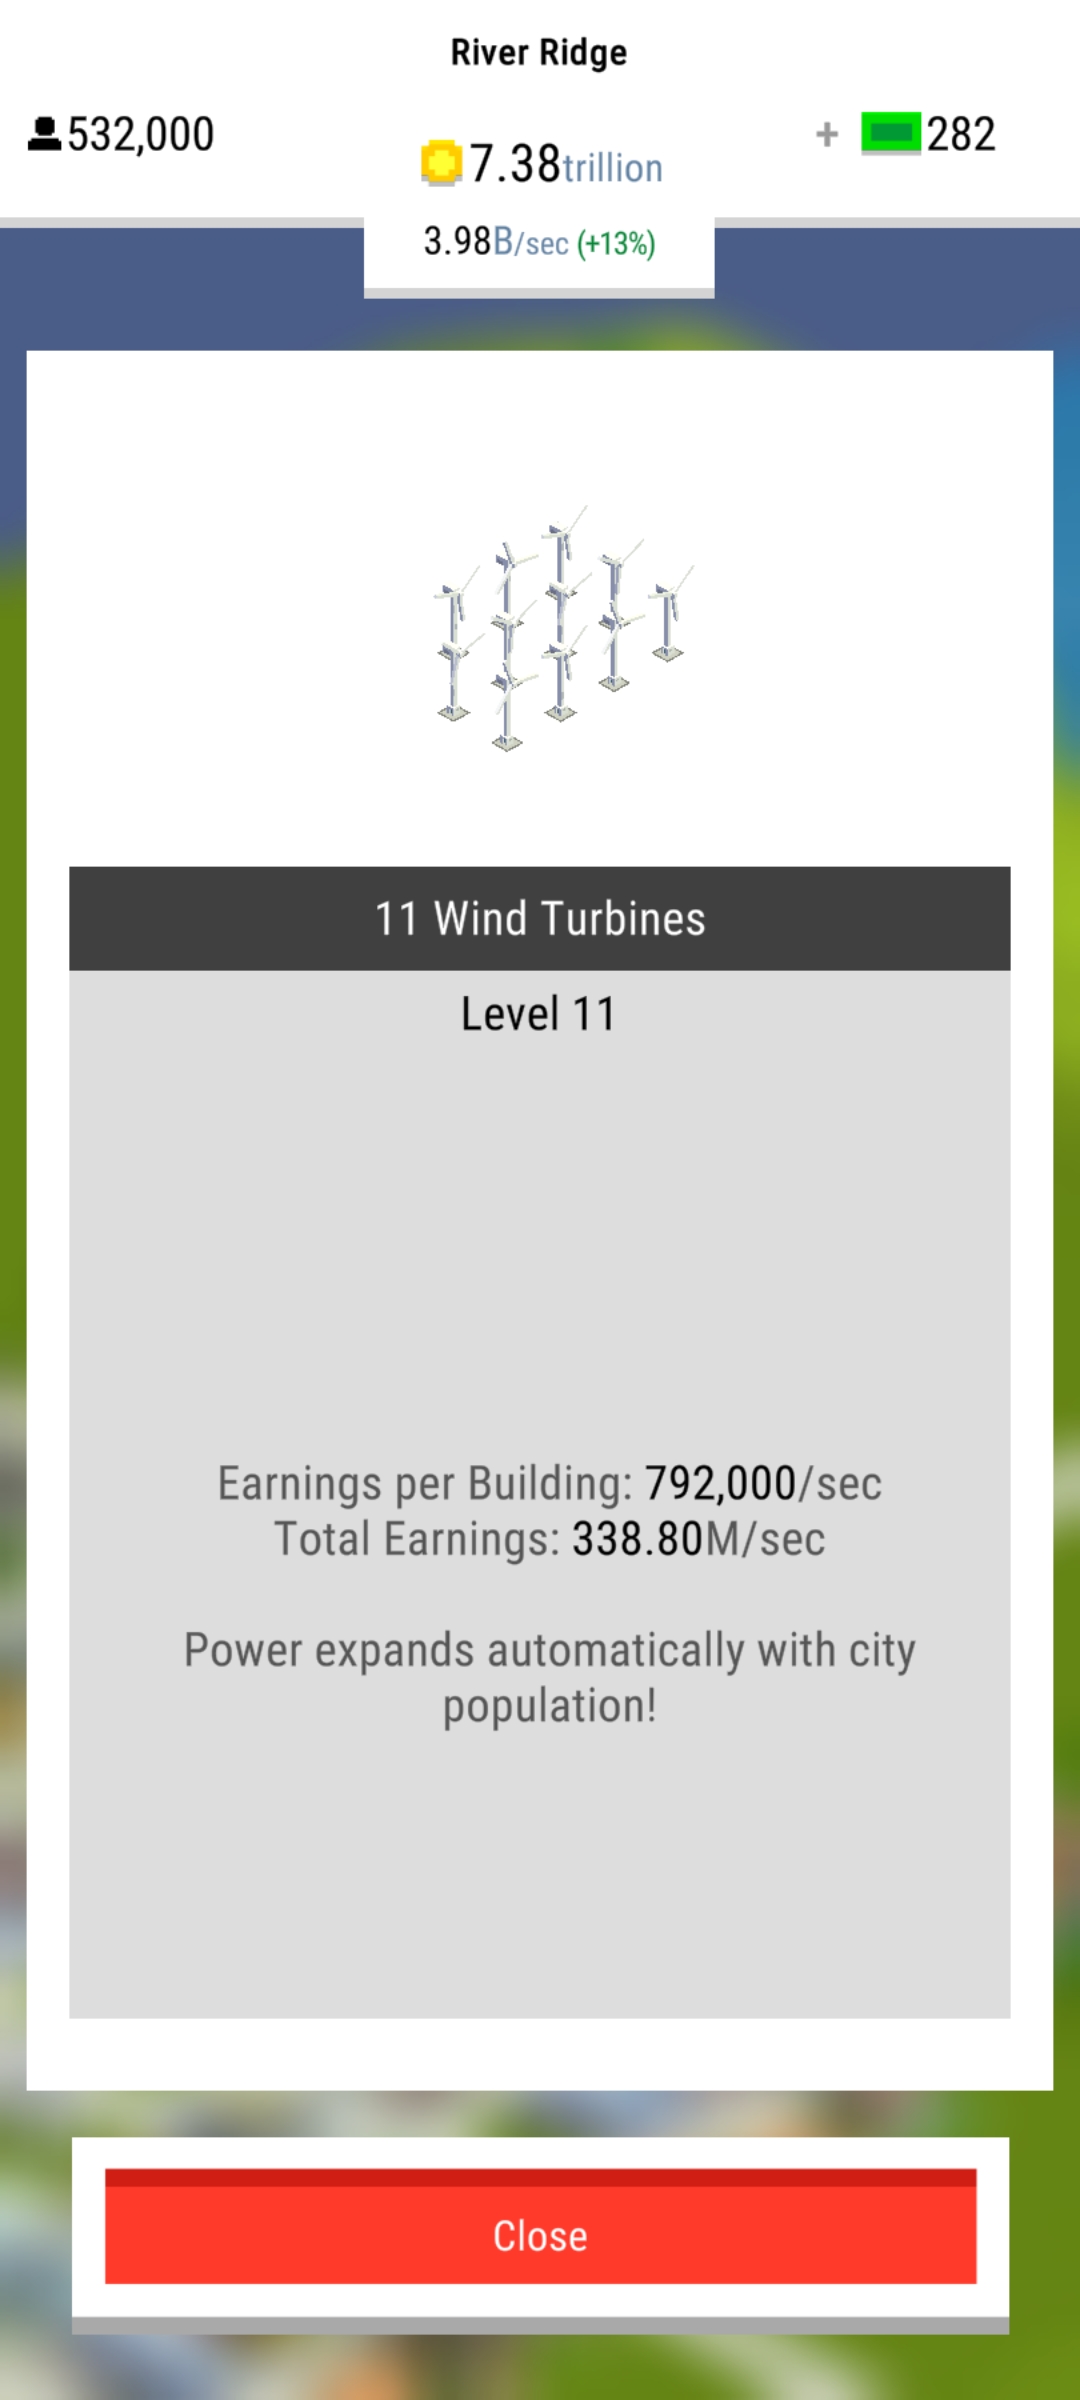 River Ridge
532,000
+ 282
7.38trillion
3.98B/sec (+13%)
11 Wind Turbines
Level 11
Earnings per Building: 792,000/sec
Total Earnings: 338.80M/sec
Power expands automatically with city
population!
Close